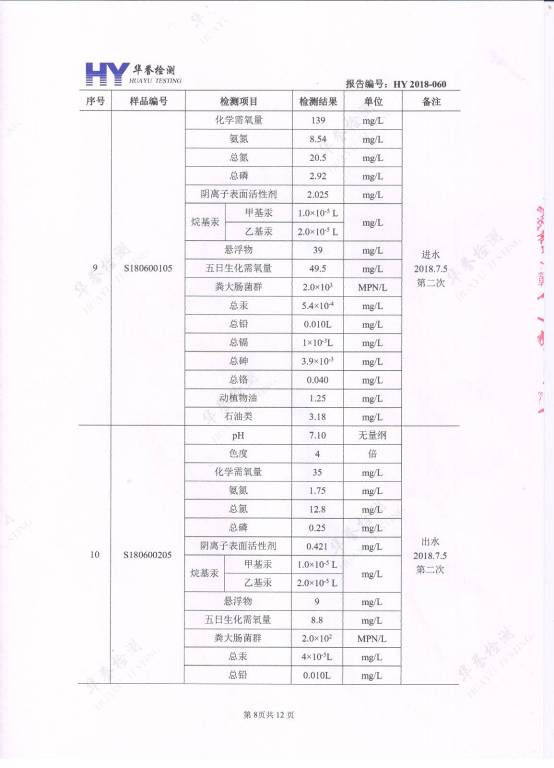 HY 华誉检测
HUAYU TESTING
报告编号：HY 2018-060
序号 样品编号 检测项目 检测结果 单位 备注
化学需氧量 139 mg/L
氨氮 8.54 mg/L
总氮 20.5 mg/L
总磷 2.92 mg/L
阴离子表面活性剂 2.025 mg/L
烷基汞 甲基汞 1.0×10⁻⁵ L mg/L
乙基汞 2.0×10⁻⁵ L
悬浮物 39 mg/L
9 S180600105 五日生化需氧量 49.5 mg/L 进水 2018.7.5 第二次
粪大肠菌群 2.0×10³ MPN/L
总汞 5.4×10⁻⁴ mg/L
总铅 0.010L mg/L
总镉 1×10⁻³L mg/L
总砷 3.9×10⁻³ mg/L
总铬 0.040 mg/L
动植物油 1.25 mg/L
石油类 3.18 mg/L
pH 7.10 无量纲
色度 4 倍
化学需氧量 35 mg/L
氨氮 1.75 mg/L
总氮 12.8 mg/L
总磷 0.25 mg/L
阴离子表面活性剂 0.421 mg/L
10 S180600205 烷基汞 甲基汞 1.0×10⁻⁵ L mg/L 出水 2018.7.5 第二次
乙基汞 2.0×10⁻⁵ L
悬浮物 9 mg/L
五日生化需氧量 8.8 mg/L
粪大肠菌群 2.0×10² MPN/L
总汞 4×10⁻⁵L mg/L
总铅 0.010L mg/L
第 8页共 12 页